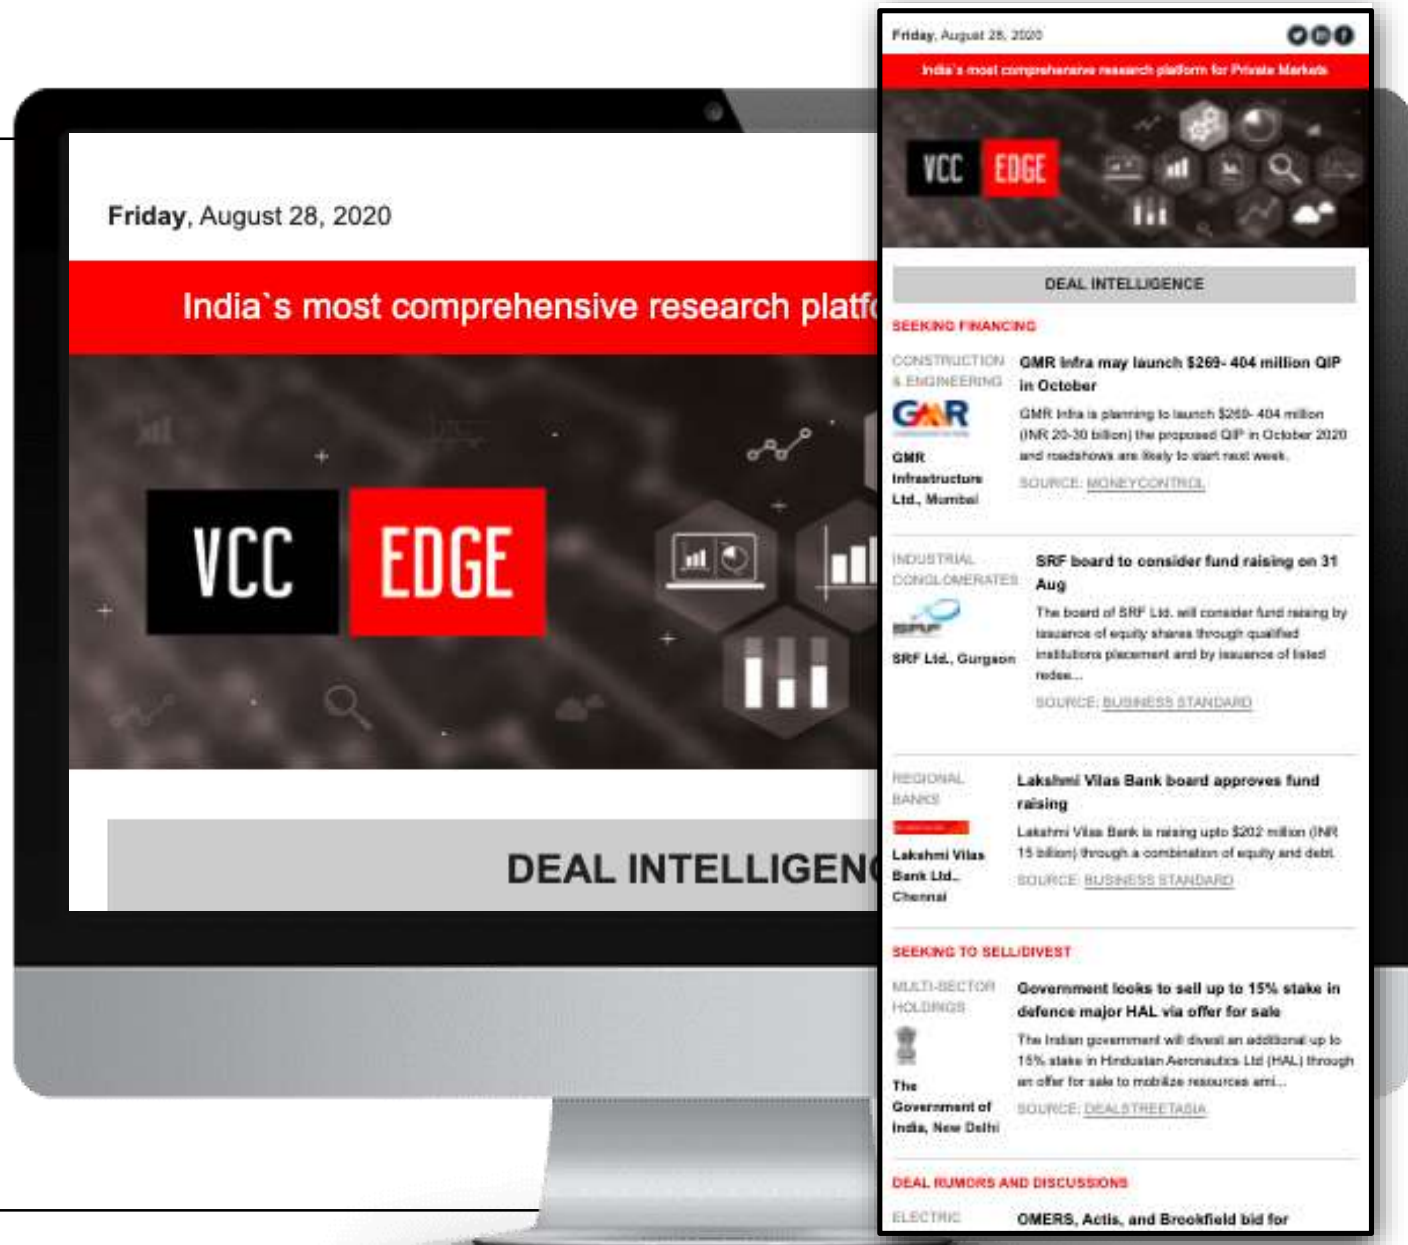 Friday, August 28, 2020
India`s most comprehensive research platfo
VCC EDGE
DEAL INTELLIGENC
Friday, August 28, 2020
India`s most comprehensive research platform for Private Markets
VCC EDGE
DEAL INTELLIGENCE
SEEKING FINANCING
CONSTRUCTION
& ENGINEERING
GMR
GMR
Infrastructure
Ltd., Mumbai
GMR Infra may launch $269- 404 million QIP
in October
GMR Infra is planning to launch $269- 404 million
(INR 20-30 billion) the proposed QIP in October 2020
and roadshows are likely to start next week.
SOURCE: MONEYCONTROL
INDUSTRIAL
CONGLOMERATES
SRF
SRF Ltd., Gurgaon
SRF board to consider fund raising on 31
Aug
The board of SRF Ltd. will consider fund raising by
issuance of equity shares through qualified
institutions placement and by issuance of listed
redee...
SOURCE: BUSINESS STANDARD
REGIONAL
BANKS
Lakshmi Vilas
Bank Ltd.,
Chennai
Lakshmi Vilas Bank board approves fund
raising
Lakshmi Vilas Bank is raising upto $202 million (INR
15 billion) through a combination of equity and debt.
SOURCE: BUSINESS STANDARD
SEEKING TO SELL/DIVEST
MULTI-SECTOR
HOLDINGS
The
Government of
India, New Delhi
Government looks to sell up to 15% stake in
defence major HAL via offer for sale
The Indian government will divest an additional up to
15% stake in Hindustan Aeronautics Ltd (HAL) through
an offer for sale to mobilize resources ami...
SOURCE: DEALSTREETASIA
DEAL RUMORS AND DISCUSSIONS
ELECTRIC
OMERS, Actis, and Brookfield bid for